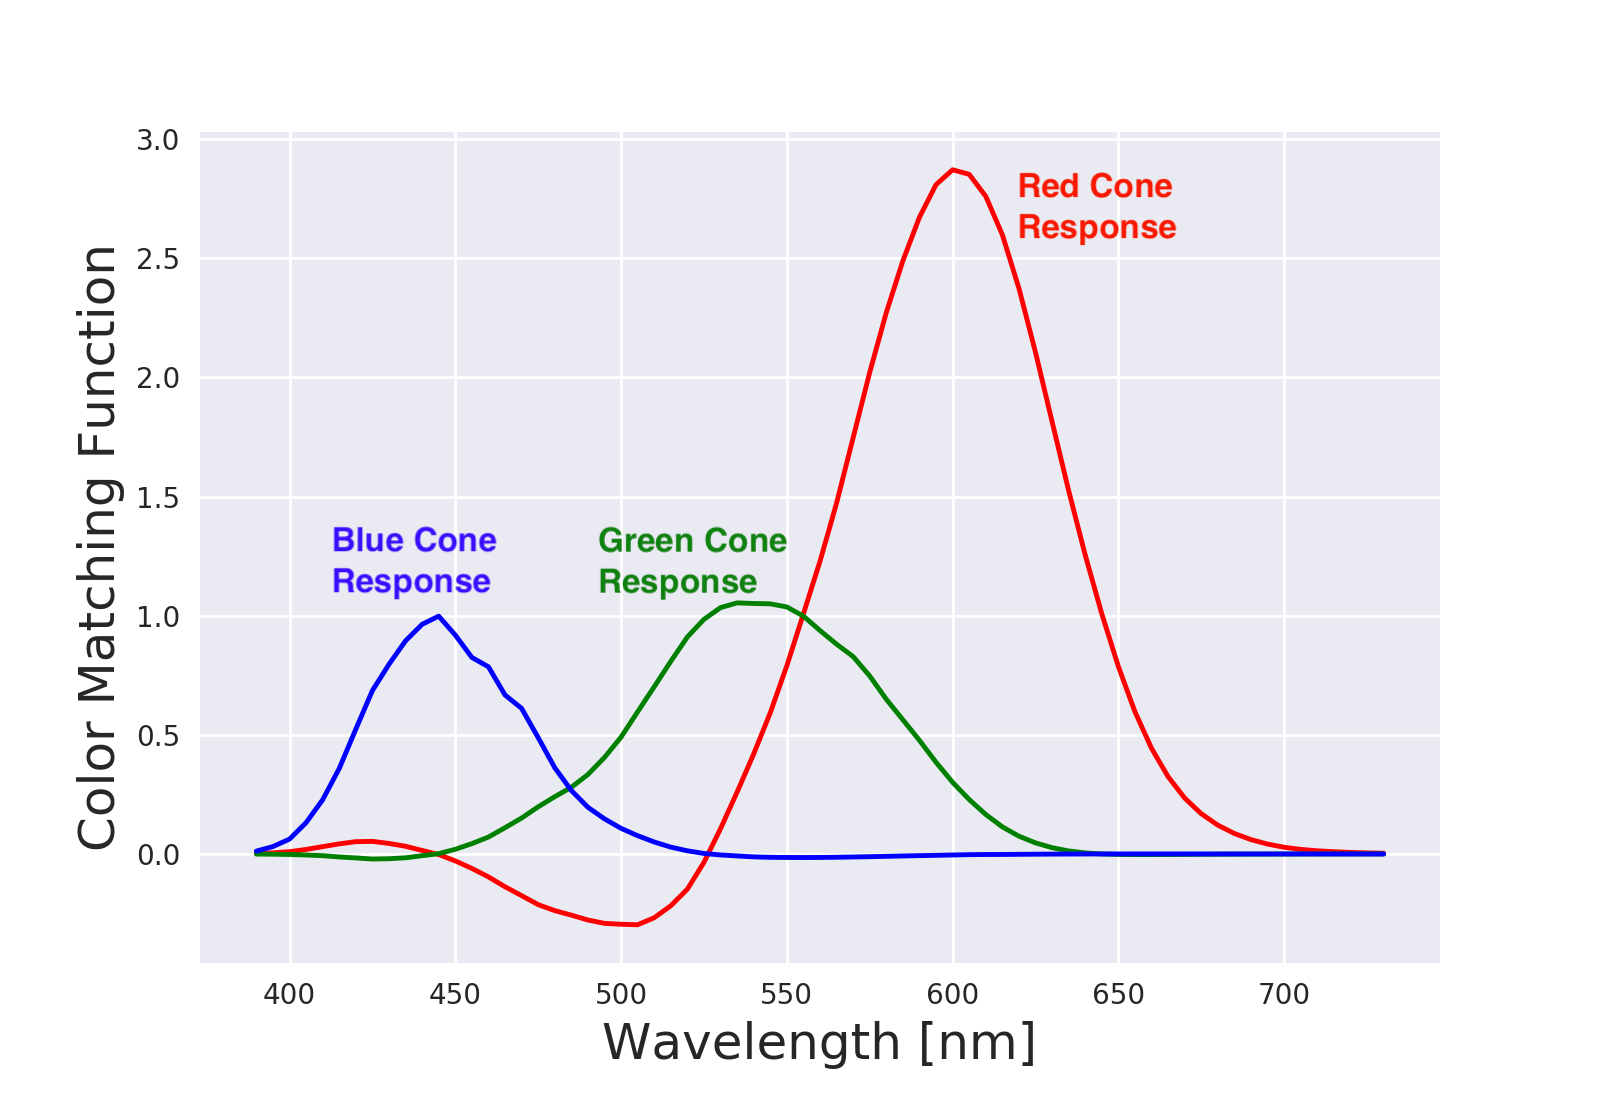 3.0
2.5
2.0
1.5
1.0
0.5
0.0
Color Matching Function
Red Cone
Response
Blue Cone
Response
Green Cone
Response
400 450 500 550 600 650 700
Wavelength [nm]